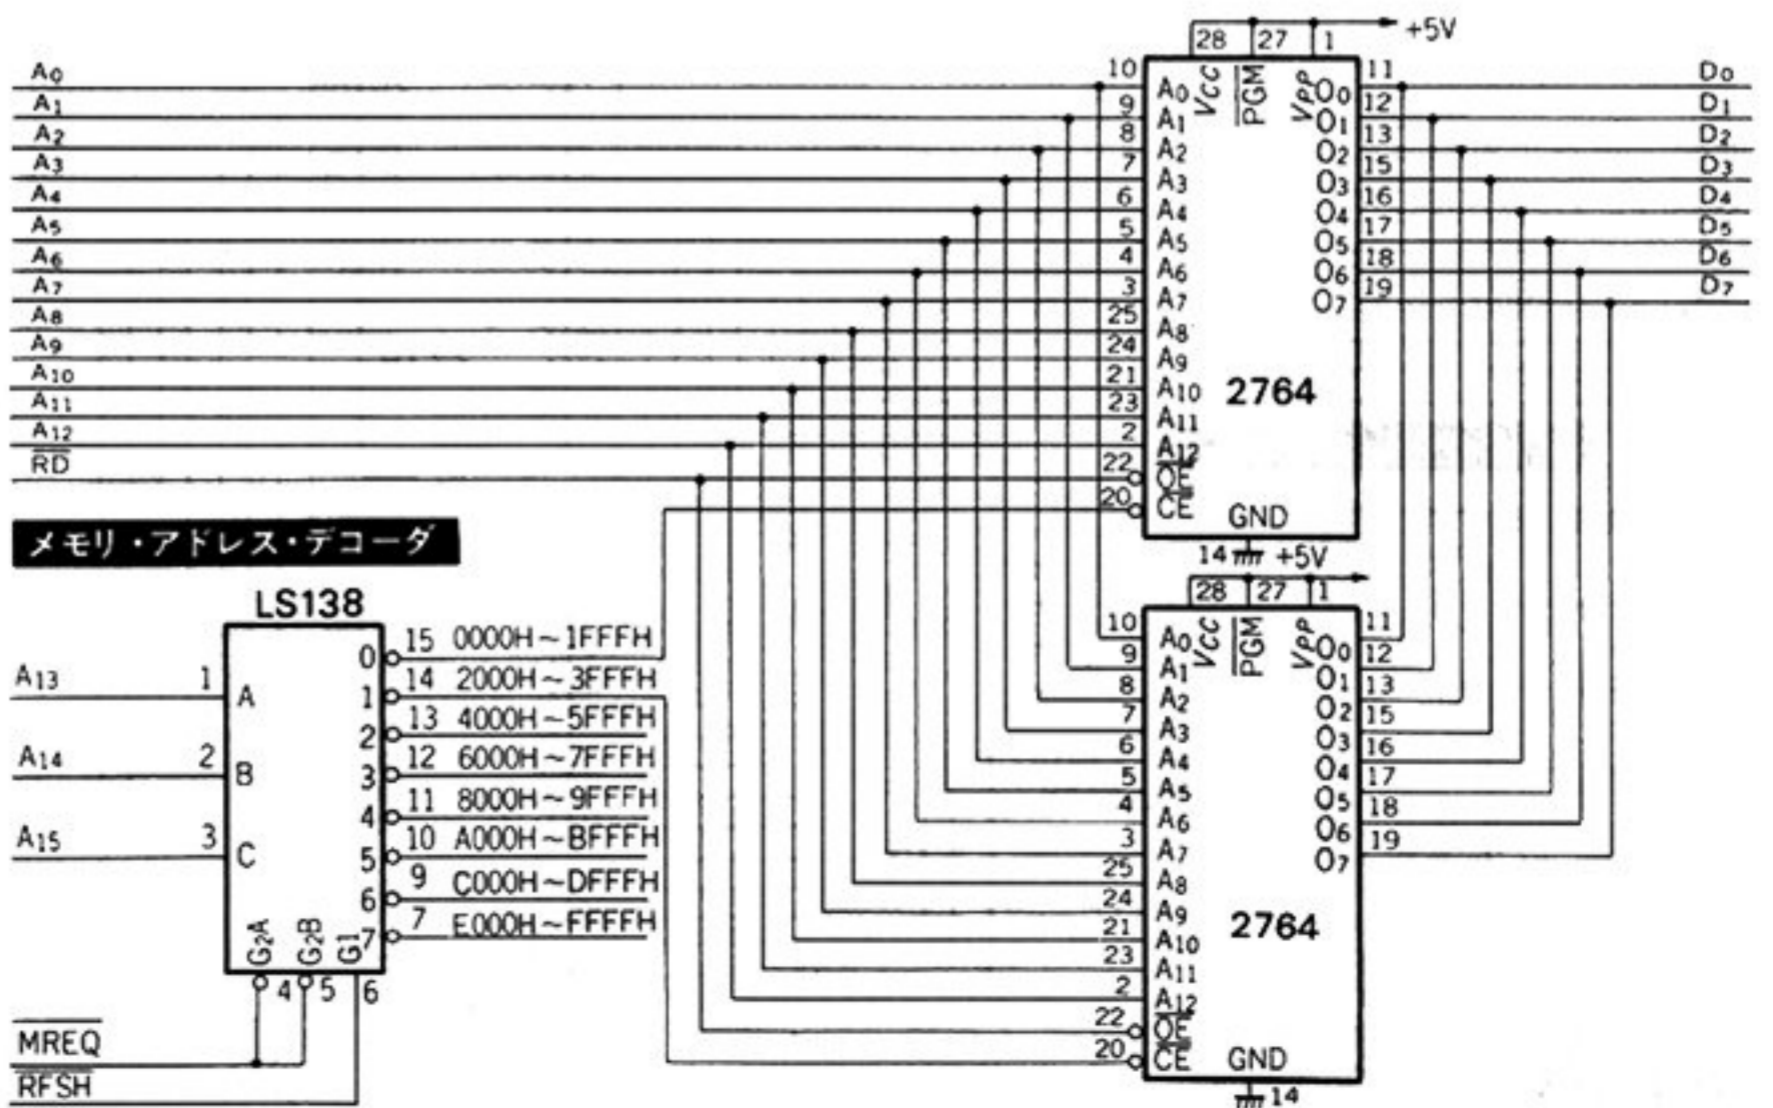 +5V
28 27 1
A0
A1
A2
A3
A4
A5
A6
A7
A8
A9
A10
A11
A12
RD
10
9
8
7
6
5
4
3
25
24
21
23
2
22
20
A0
A1
A2
A3
A4
A5
A6
A7
A8
A9
A10
A11
A12
OE
CE
VCC PGM VPP
2764
GND
14
O0
O1
O2
O3
O4
O5
O6
O7
11
12
13
15
16
17
18
19
D0
D1
D2
D3
D4
D5
D6
D7
メモリ・アドレス・デコーダ
LS138
A13 1 A
A14 2 B
A15 3 C
0 15 0000H~1FFFH
1 14 2000H~3FFFH
2 13 4000H~5FFFH
3 12 6000H~7FFFH
4 11 8000H~9FFFH
5 10 A000H~BFFFH
6 9 C000H~DFFFH
7 7 E000H~FFFFH
G2A G2B G1
4 5 6
MREQ
RFSH
+5V
28 27 1
10
9
8
7
6
5
4
3
25
24
21
23
2
22
20
A0
A1
A2
A3
A4
A5
A6
A7
A8
A9
A10
A11
A12
OE
CE
VCC PGM VPP
2764
GND
14
O0
O1
O2
O3
O4
O5
O6
O7
11
12
13
15
16
17
18
19